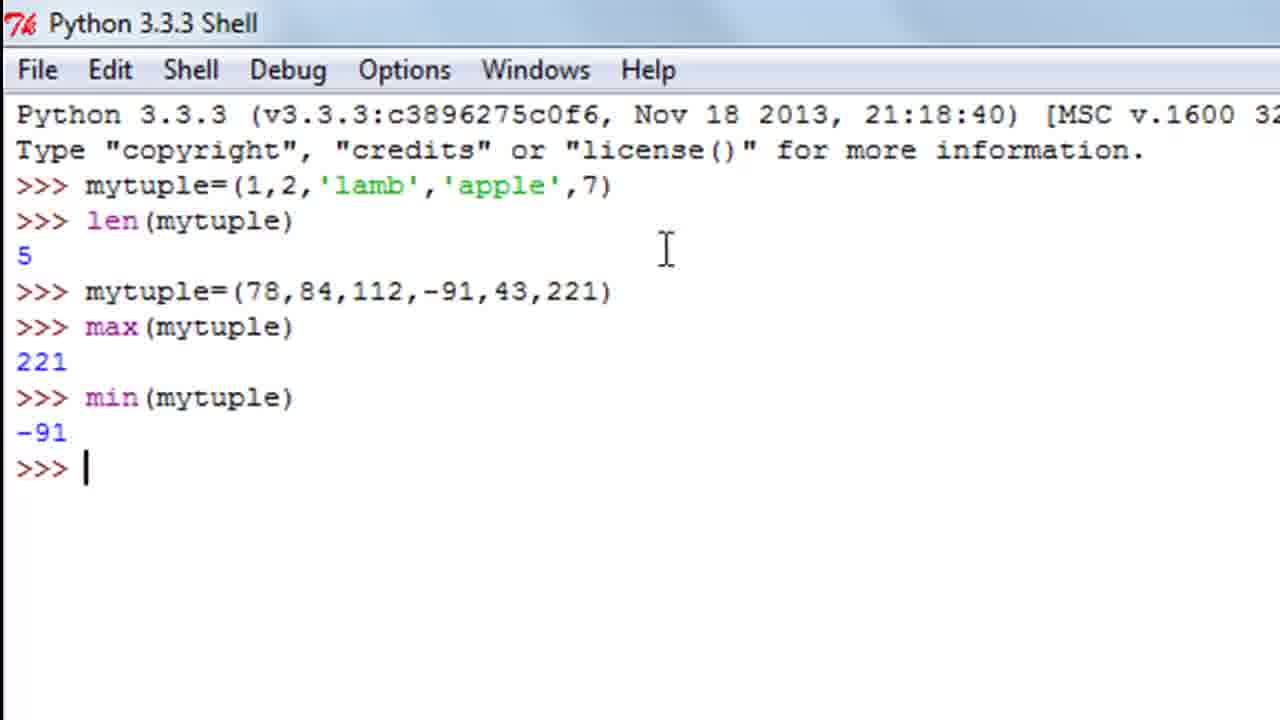 Python 3.3.3 Shell
File Edit Shell Debug Options Windows Help
Python 3.3.3 (v3.3.3:c3896275c0f6, Nov 18 2013, 21:18:40) [MSC v.1600 32
Type "copyright", "credits" or "license()" for more information.
>>> mytuple=(1,2,'lamb','apple',7)
>>> len(mytuple)
5
>>> mytuple=(78,84,112,-91,43,221)
>>> max(mytuple)
221
>>> min(mytuple)
-91
>>>